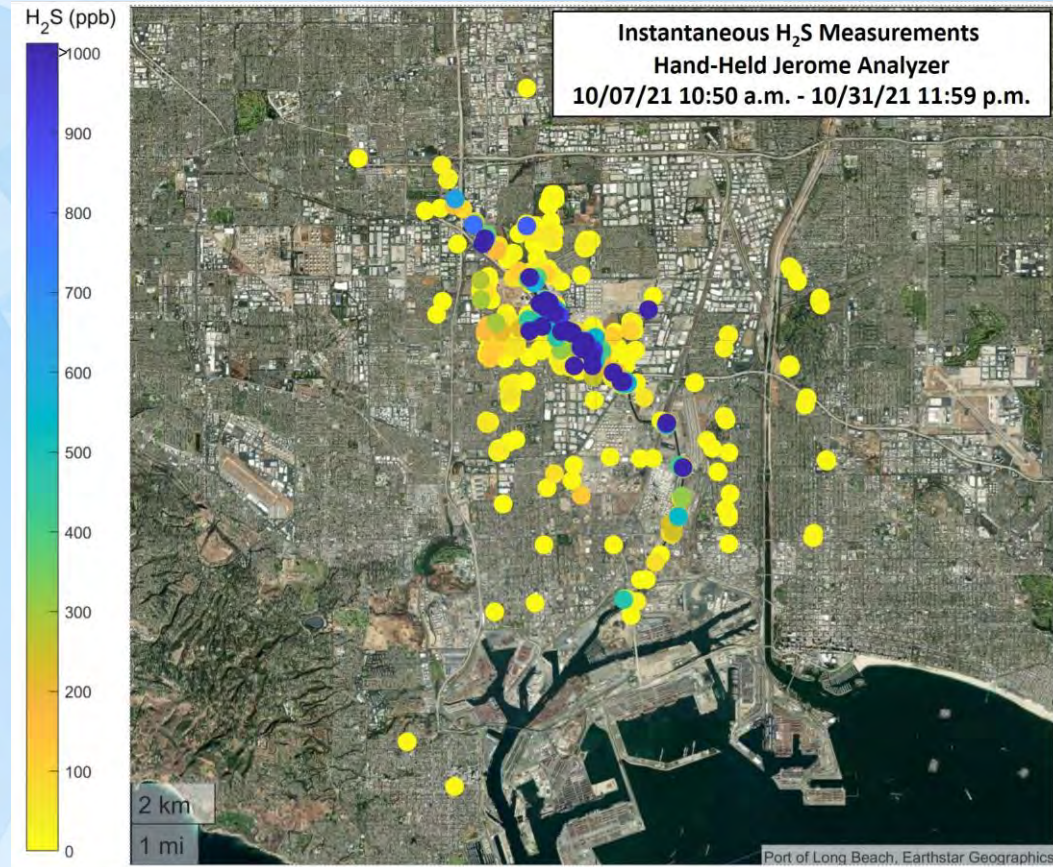 H₂S (ppb)
Instantaneous H₂S Measurements
Hand-Held Jerome Analyzer
10/07/21 10:50 a.m. - 10/31/21 11:59 p.m.
>1000
900
800
700
600
500
400
300
200
100
0
2 km
1 mi
Port of Long Beach, Earthstar Geographics